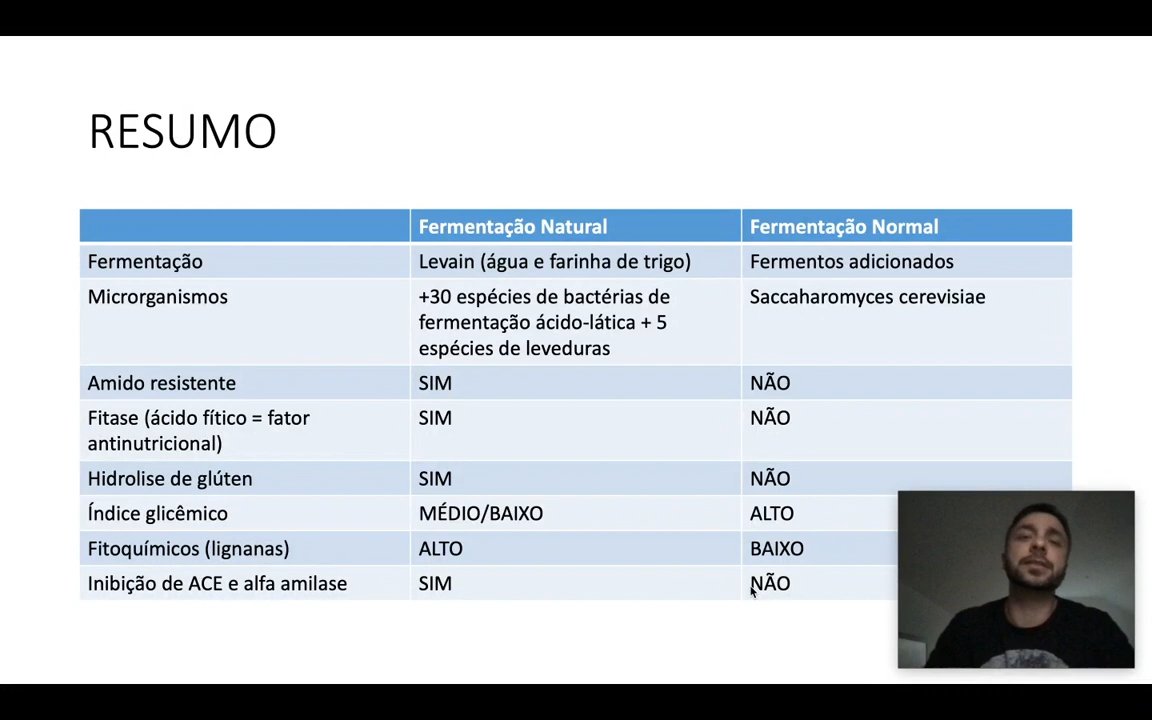 RESUMO
Fermentação Natural Fermentação Normal
Fermentação Levain (água e farinha de trigo) Fermentos adicionados
Microrganismos +30 espécies de bactérias de Saccaharomyces cerevisiae
fermentação ácido-lática + 5
espécies de leveduras
Amido resistente SIM NÃO
Fitase (ácido fítico = fator SIM NÃO
antinutricional)
Hidrolise de glúten SIM NÃO
Índice glicêmico MÉDIO/BAIXO ALTO
Fitoquímicos (lignanas) ALTO BAIXO
Inibição de ACE e alfa amilase SIM NÃO